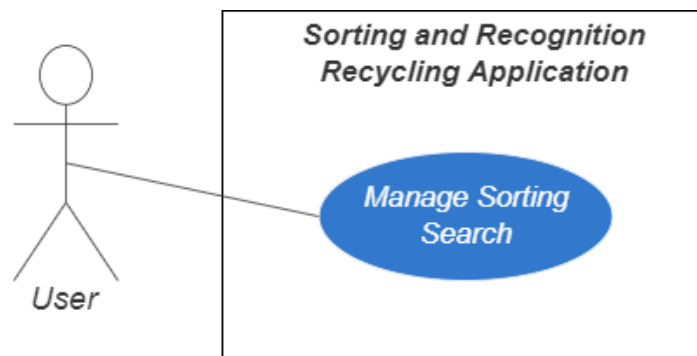 Sorting and Recognition
Recycling Application
Manage Sorting
Search
User